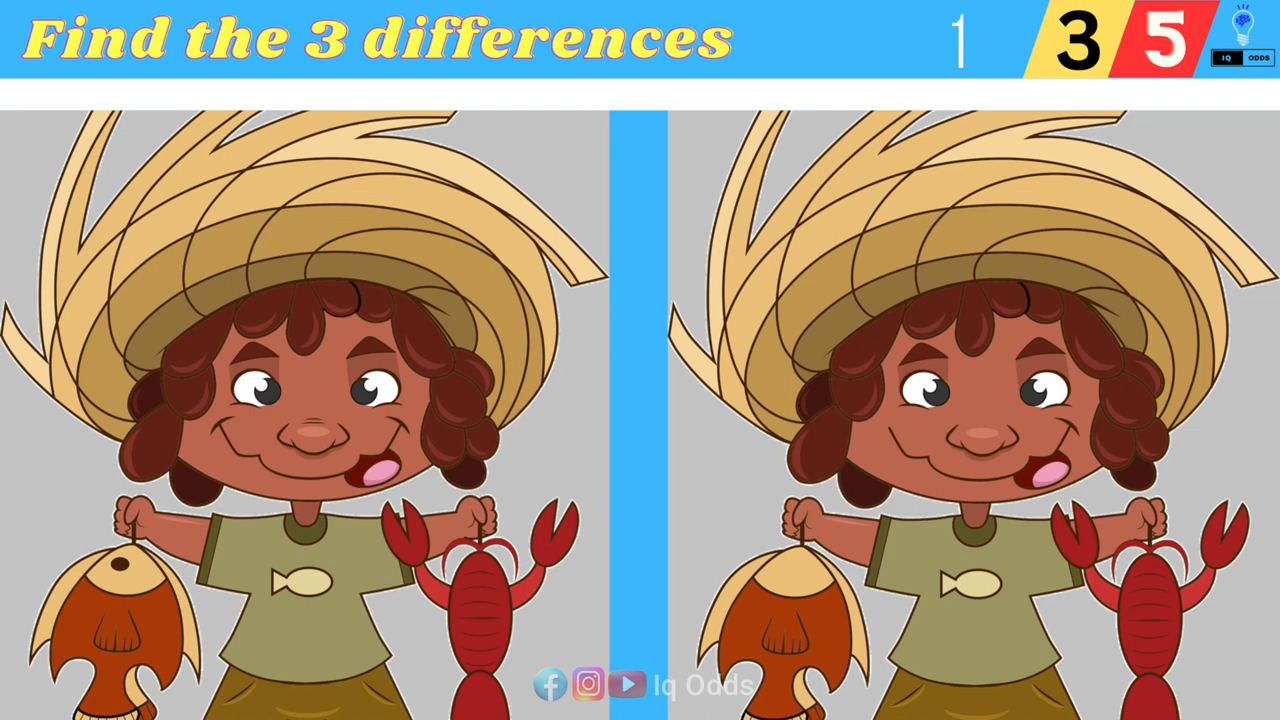 Find the 3 differences
1
3
5
IQ ODDS
Iq Odds